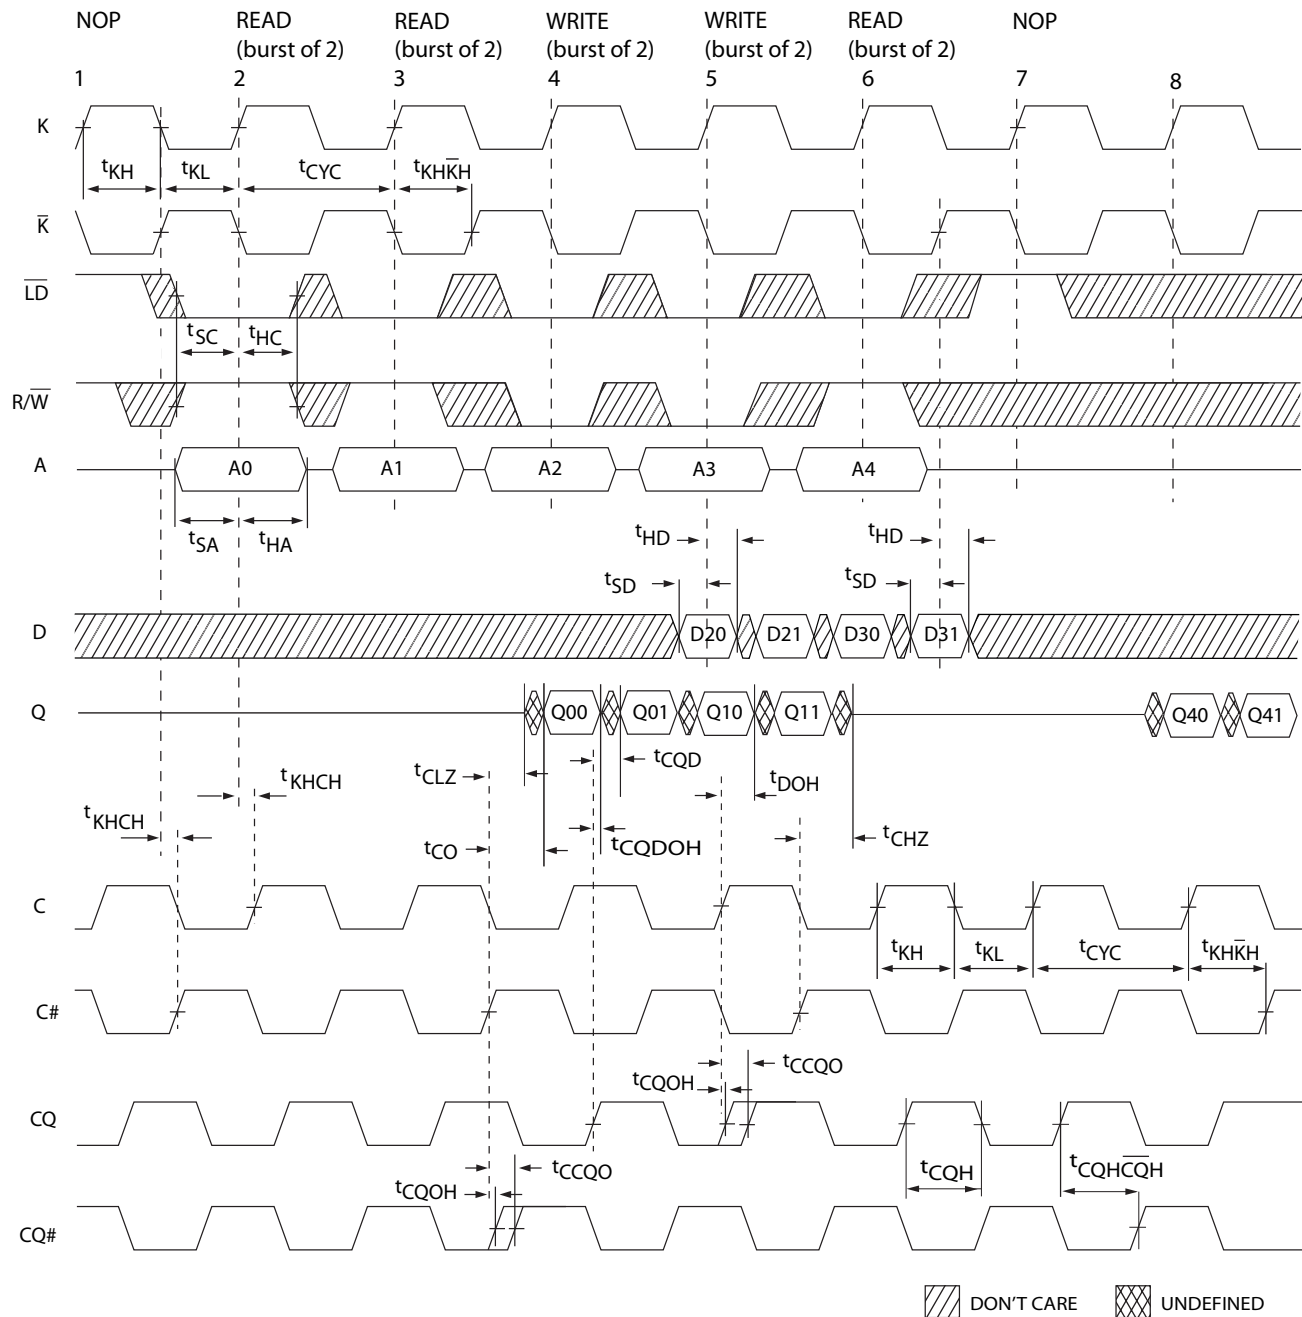 NOP READ READ WRITE WRITE READ NOP
(burst of 2) (burst of 2) (burst of 2) (burst of 2) (burst of 2)
1 2 3 4 5 6 7 8
K
tKH tKL tCYC tKHK̅H
K̅
L̅D̅
tSC tHC
R/W̅
A A0 A1 A2 A3 A4
tSA tHA tHD tHD
tSD tSD
D D20 D21 D30 D31
Q Q00 Q01 Q10 Q11 Q40 Q41
tCLZ tCQD tDOH
tKHCH
tKHCH
tCO tCQDOH tCHZ
C
tKH tKL tCYC tKHK̅H
C#
tCQOH tCCQO
CQ
tCQOH tCCQO tCQH tCQHC̅Q̅H
CQ#
DON'T CARE UNDEFINED